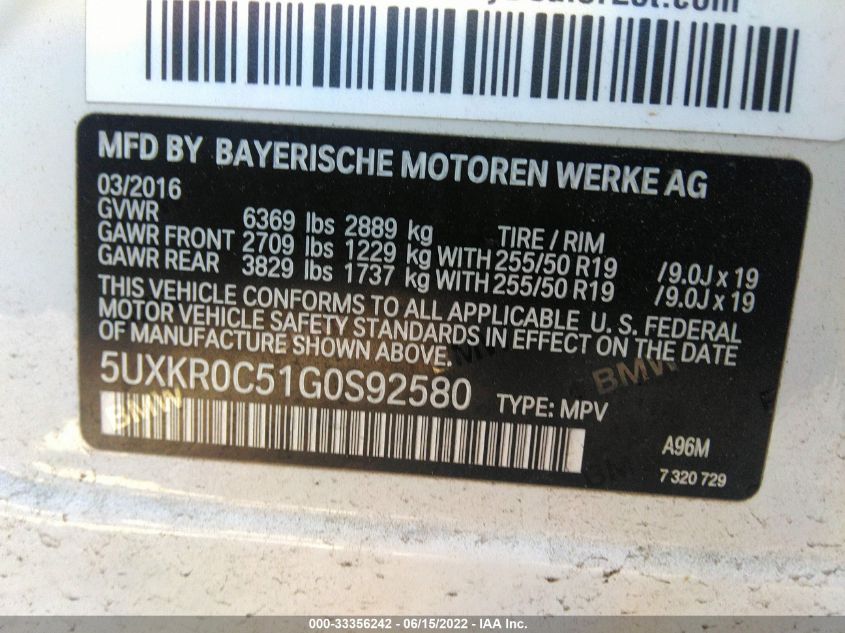 MFD BY BAYERISCHE MOTOREN WERKE AG
03/2016
GVWR 6369 lbs 2889 kg TIRE / RIM
GAWR FRONT 2709 lbs 1229 kg WITH 255/50 R19 /9.0J x 19
GAWR REAR 3829 lbs 1737 kg WITH 255/50 R19 /9.0J x 19
THIS VEHICLE CONFORMS TO ALL APPLICABLE U. S. FEDERAL
MOTOR VEHICLE SAFETY STANDARDS IN EFFECT ON THE DATE
OF MANUFACTURE SHOWN ABOVE.
5UXKR0C51G0S92580 TYPE: MPV
BMW
A96M
7 320 729
000-33356242 - 06/15/2022 - IAA Inc.